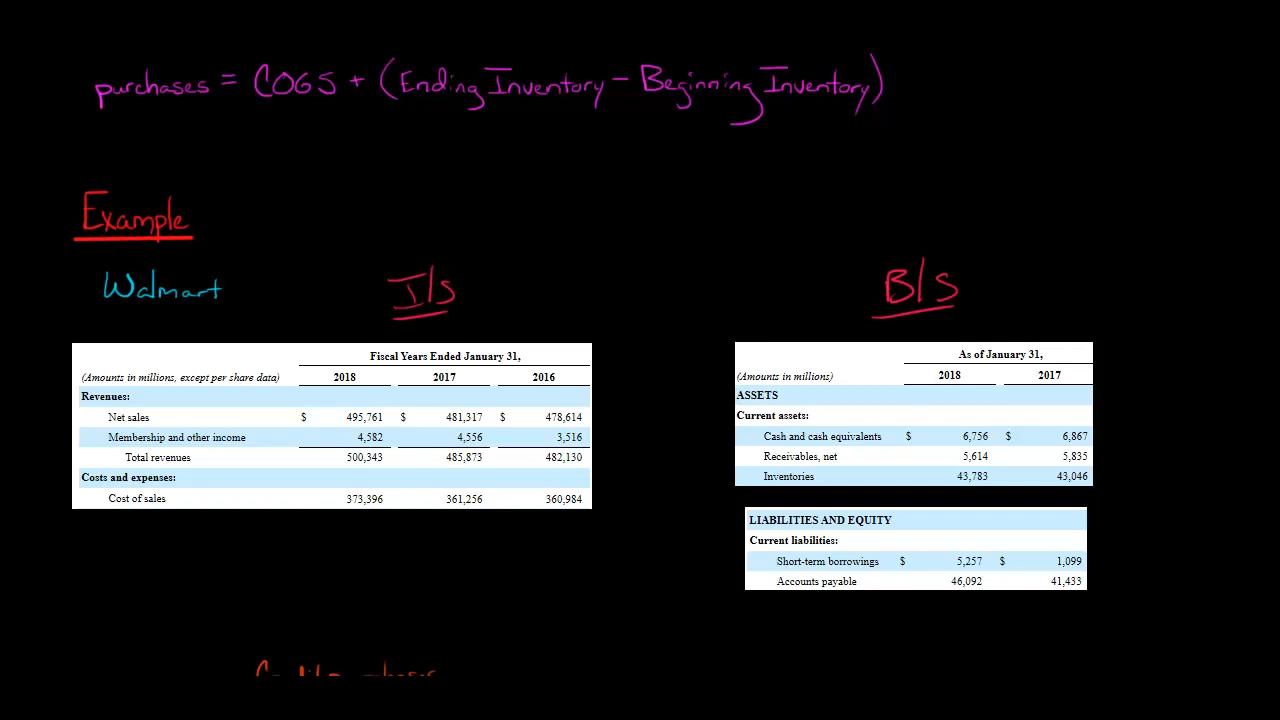 purchases = COGS + (Ending Inventory - Beginning Inventory)
Example
Walmart I/S B/S
Fiscal Years Ended January 31,
(Amounts in millions, except per share data) 2018 2017 2016
Revenues:
Net sales $ 495,761 $ 481,317 $ 478,614
Membership and other income 4,582 4,556 3,516
Total revenues 500,343 485,873 482,130
Costs and expenses:
Cost of sales 373,396 361,256 360,984
As of January 31,
(Amounts in millions) 2018 2017
ASSETS
Current assets:
Cash and cash equivalents $ 6,756 $ 6,867
Receivables, net 5,614 5,835
Inventories 43,783 43,046
LIABILITIES AND EQUITY
Current liabilities:
Short-term borrowings $ 5,257 $ 1,099
Accounts payable 46,092 41,433